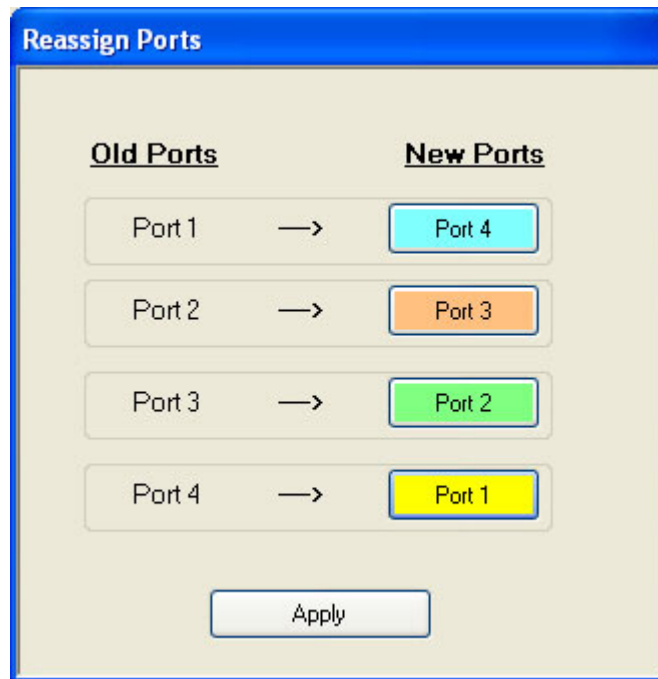 Reassign Ports
Old Ports New Ports
Port 1 —> Port 4
Port 2 —> Port 3
Port 3 —> Port 2
Port 4 —> Port 1
Apply